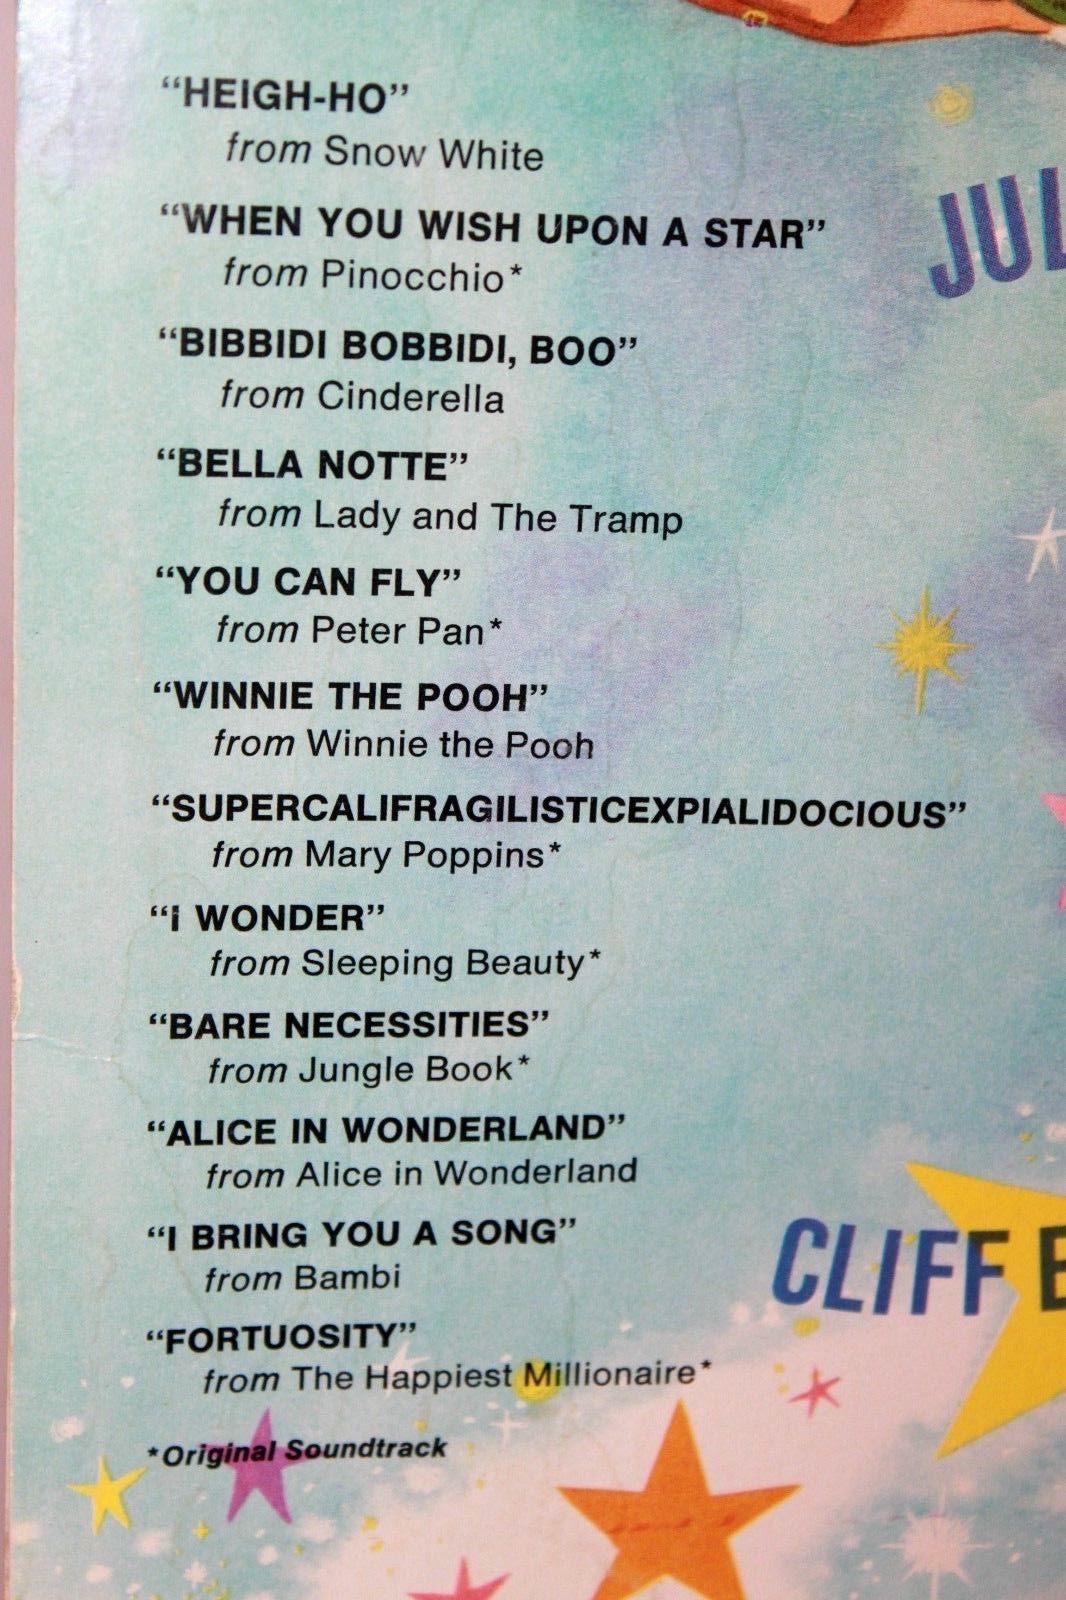 “HEIGH-HO”
from Snow White
“WHEN YOU WISH UPON A STAR”
from Pinocchio*
“BIBBIDI BOBBIDI, BOO”
from Cinderella
“BELLA NOTTE”
from Lady and The Tramp
“YOU CAN FLY”
from Peter Pan*
“WINNIE THE POOH”
from Winnie the Pooh
“SUPERCALIFRAGILISTICEXPIALIDOCIOUS”
from Mary Poppins*
“I WONDER”
from Sleeping Beauty*
“BARE NECESSITIES”
from Jungle Book*
“ALICE IN WONDERLAND”
from Alice in Wonderland
“I BRING YOU A SONG”
from Bambi
“FORTUOSITY”
from The Happiest Millionaire*
*Original Soundtrack
JUL
CLIFF E